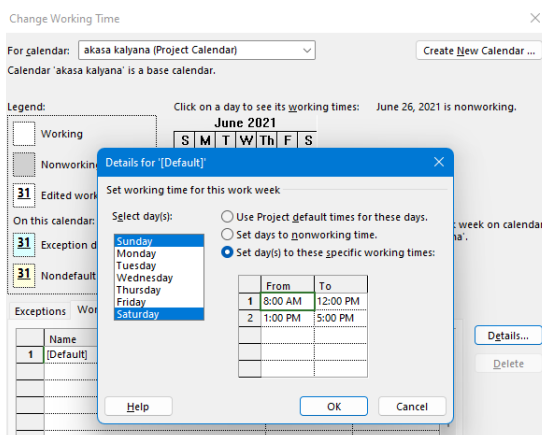 Change Working Time
For calendar: akasa kalyana (Project Calendar) Create New Calendar ...
Calendar 'akasa kalyana' is a base calendar.
Legend: Click on a day to see its working times: June 26, 2021 is nonworking.
June 2021
S M T W Th F S
Working
Nonworkin
31 Edited work
On this calendar:
31 Exception d
31 Nondefault
week on calendar
na'.
Exceptions Wor
Name
1 [Default]
Details...
Delete
Details for '[Default]'
Set working time for this work week
Select day(s):
Sunday
Monday
Tuesday
Wednesday
Thursday
Friday
Saturday
Use Project default times for these days.
Set days to nonworking time.
Set day(s) to these specific working times:
From To
1 8:00 AM 12:00 PM
2 1:00 PM 5:00 PM
Help OK Cancel